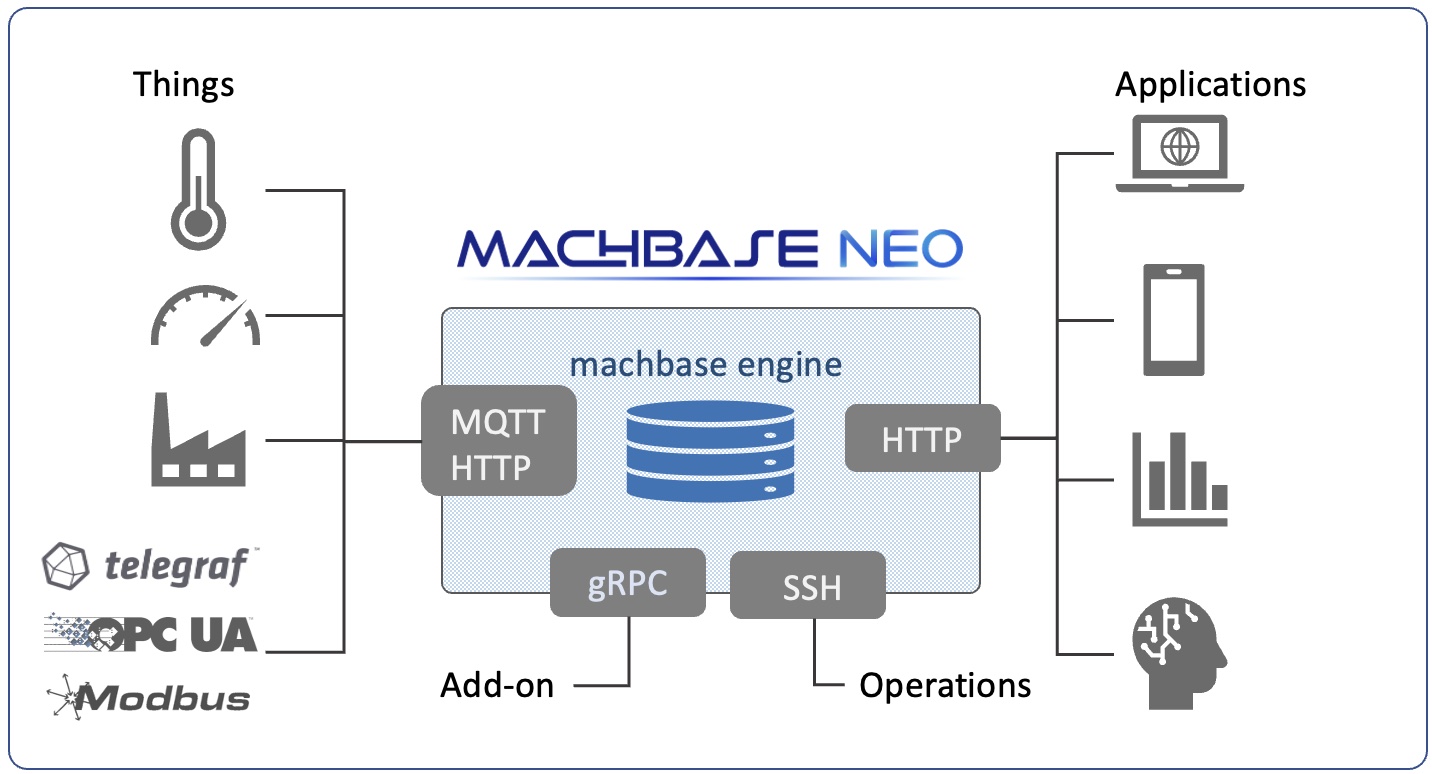 Things
Applications
MACHBASE NEO
machbase engine
MQTT
HTTP
HTTP
telegraf™
OPC UA
Modbus
gRPC
SSH
Add-on
Operations